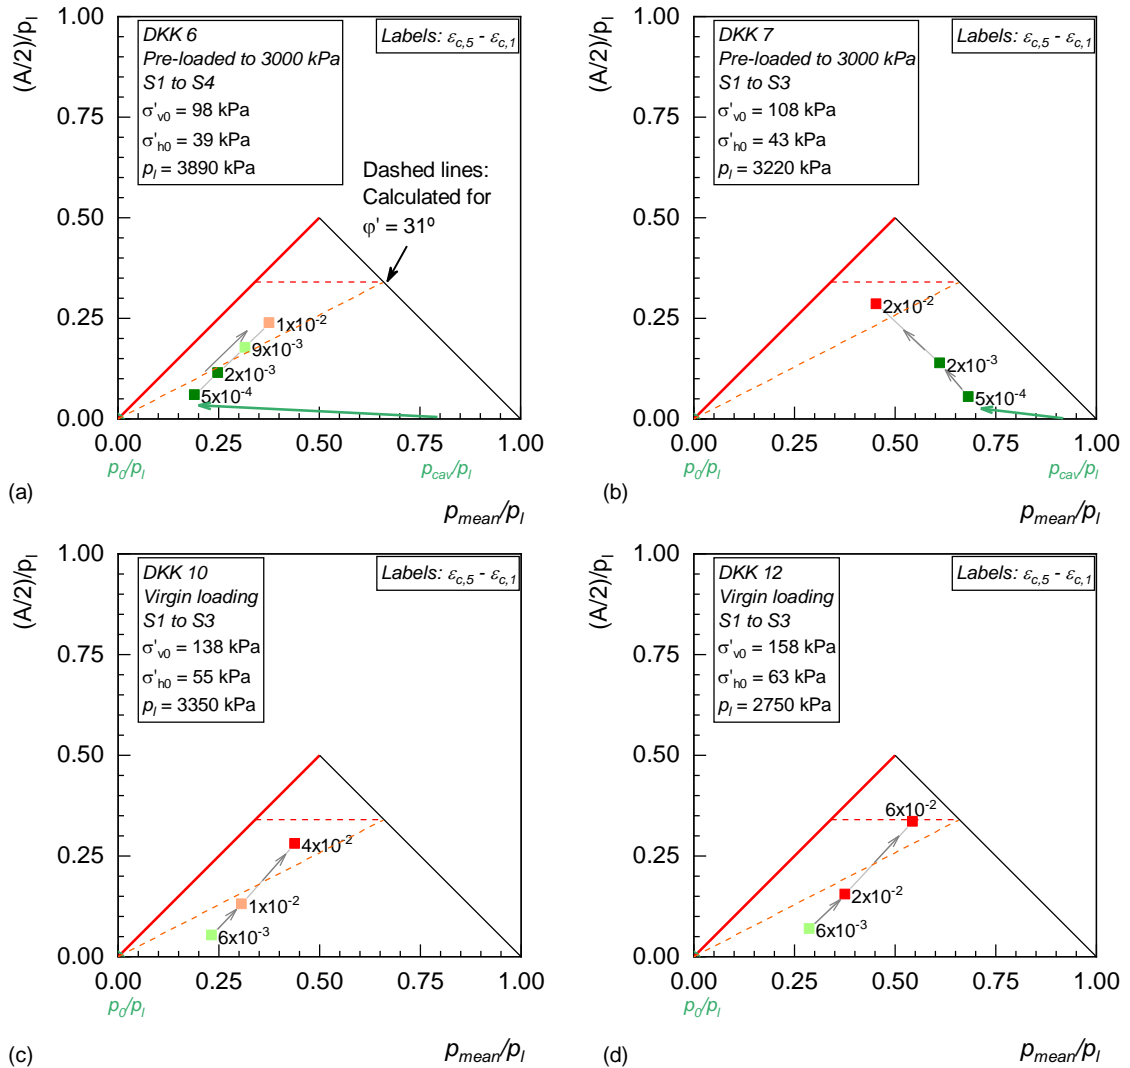 (A/2)/pl
1.00
0.75
0.50
0.25
0.00
DKK 6
Pre-loaded to 3000 kPa
S1 to S4
σ'v0 = 98 kPa
σ'h0 = 39 kPa
pl = 3890 kPa
Labels: εc,5 - εc,1
Dashed lines:
Calculated for
φ' = 31º
1x10-2
9x10-3
2x10-3
5x10-4
0.00 0.25 0.50 0.75 1.00
p0/pl
pcav/pl
(a)
pmean/pl
(A/2)/pl
1.00
0.75
0.50
0.25
0.00
DKK 7
Pre-loaded to 3000 kPa
S1 to S3
σ'v0 = 108 kPa
σ'h0 = 43 kPa
pl = 3220 kPa
Labels: εc,5 - εc,1
2x10-2
2x10-3
5x10-4
0.00 0.25 0.50 0.75 1.00
p0/pl
pcav/pl
(b)
pmean/pl
(A/2)/pl
1.00
0.75
0.50
0.25
0.00
DKK 10
Virgin loading
S1 to S3
σ'v0 = 138 kPa
σ'h0 = 55 kPa
pl = 3350 kPa
Labels: εc,5 - εc,1
4x10-2
1x10-2
6x10-3
0.00 0.25 0.50 0.75 1.00
p0/pl
(c)
pmean/pl
(A/2)/pl
1.00
0.75
0.50
0.25
0.00
DKK 12
Virgin loading
S1 to S3
σ'v0 = 158 kPa
σ'h0 = 63 kPa
pl = 2750 kPa
Labels: εc,5 - εc,1
6x10-2
2x10-2
6x10-3
0.00 0.25 0.50 0.75 1.00
p0/pl
(d)
pmean/pl